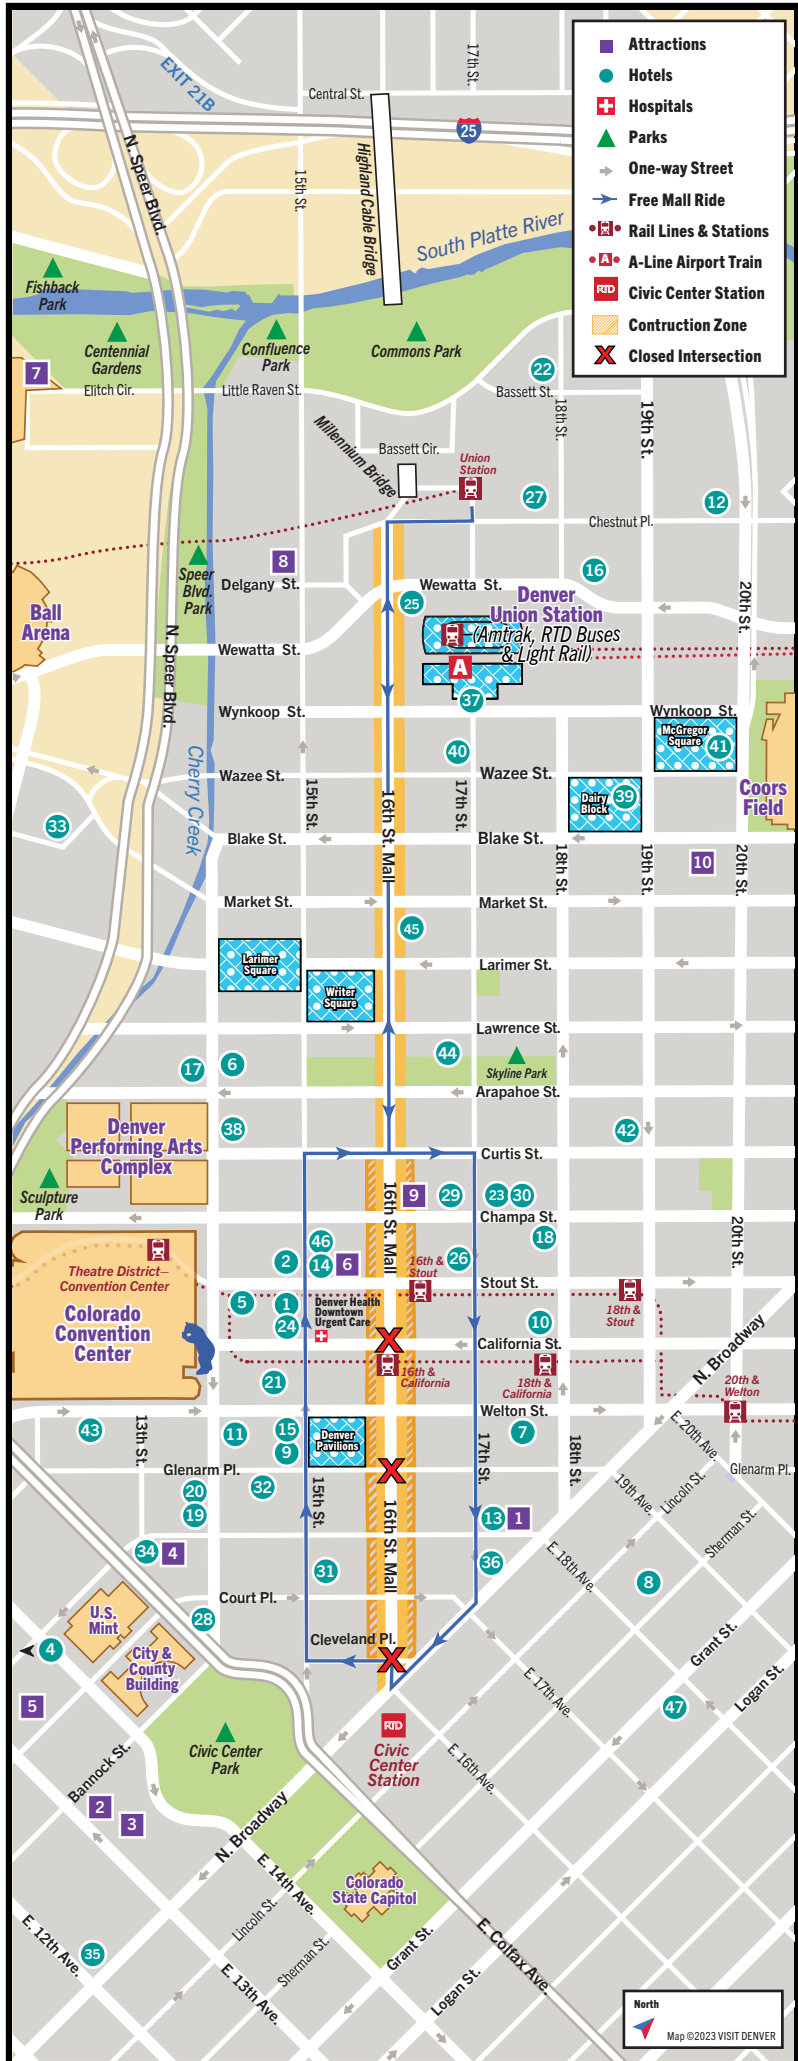 Attractions
Hotels
Hospitals
Parks
One-way Street
Free Mall Ride
Rail Lines & Stations
A
A-Line Airport Train
RTD
Civic Center Station
Contruction Zone
Closed Intersection
EXIT 21B
17th St.
Central St.
25
N. Speer Blvd.
Highland Cable Bridge
15th St.
South Platte River
Fishback
Park
Centennial
Gardens
Confluence
Park
Commons Park
7
Elitch Cir.
Little Raven St.
22
Bassett St.
18th St.
19th St.
Millennium Bridge
Bassett Cir.
Union
Station
27
12
Chestnut Pl.
8
Speer
Blvd.
Park
Delgany St.
Wewatta St.
16
25
Denver
Union Station
(Amtrak, RTD Buses
& Light Rail)
A
20th St.
Ball
Arena
N. Speer Blvd.
Wewatta St.
37
Wynkoop St.
Wynkoop St.
McGregor
Square
41
40
Wazee St.
Wazee St.
Cherry Creek
15th St.
16th St. Mall
17th St.
Dairy
Block
39
Coors
Field
33
Blake St.
Blake St.
18th St.
19th St.
10
20th St.
Market St.
Market St.
45
Larimer
Square
Writer
Square
Larimer St.
Lawrence St.
17
6
44
Skyline Park
Arapahoe St.
Denver
Performing Arts
Complex
38
42
Curtis St.
Sculpture
Park
16th St. Mall
9
29
23
30
Champa St.
18
20th St.
46
2
14
6
26
Theatre District–
Convention Center
16th &
Stout
Stout St.
18th &
Stout
Colorado
Convention
Center
5
1
24
Denver Health
Downtown
Urgent Care
10
California St.
N. Broadway
16th &
California
18th &
California
20th &
Welton
21
Welton St.
43
13th St.
11
15
9
Denver
Pavilions
7
17th St.
18th St.
E. 20th Ave.
Glenarm Pl.
Glenarm Pl.
20
19
32
15th St.
16th St. Mall
19th Ave.
Lincoln St.
Sherman St.
13
1
34
4
31
36
E. 18th Ave.
8
Court Pl.
U.S.
Mint
28
Cleveland Pl.
4
City &
County
Building
5
Grant St.
Logan St.
E. 17th Ave.
47
RTD
Civic
Center
Station
Civic Center
Park
E. 16th Ave.
Bannock St.
2
3
N. Broadway
E. 14th Ave.
Colorado
State Capitol
Lincoln St.
Sherman St.
Grant St.
E. Colfax Ave.
E. 12th Ave.
35
E. 13th Ave.
Logan St.
North
Map ©2023 VISIT DENVER